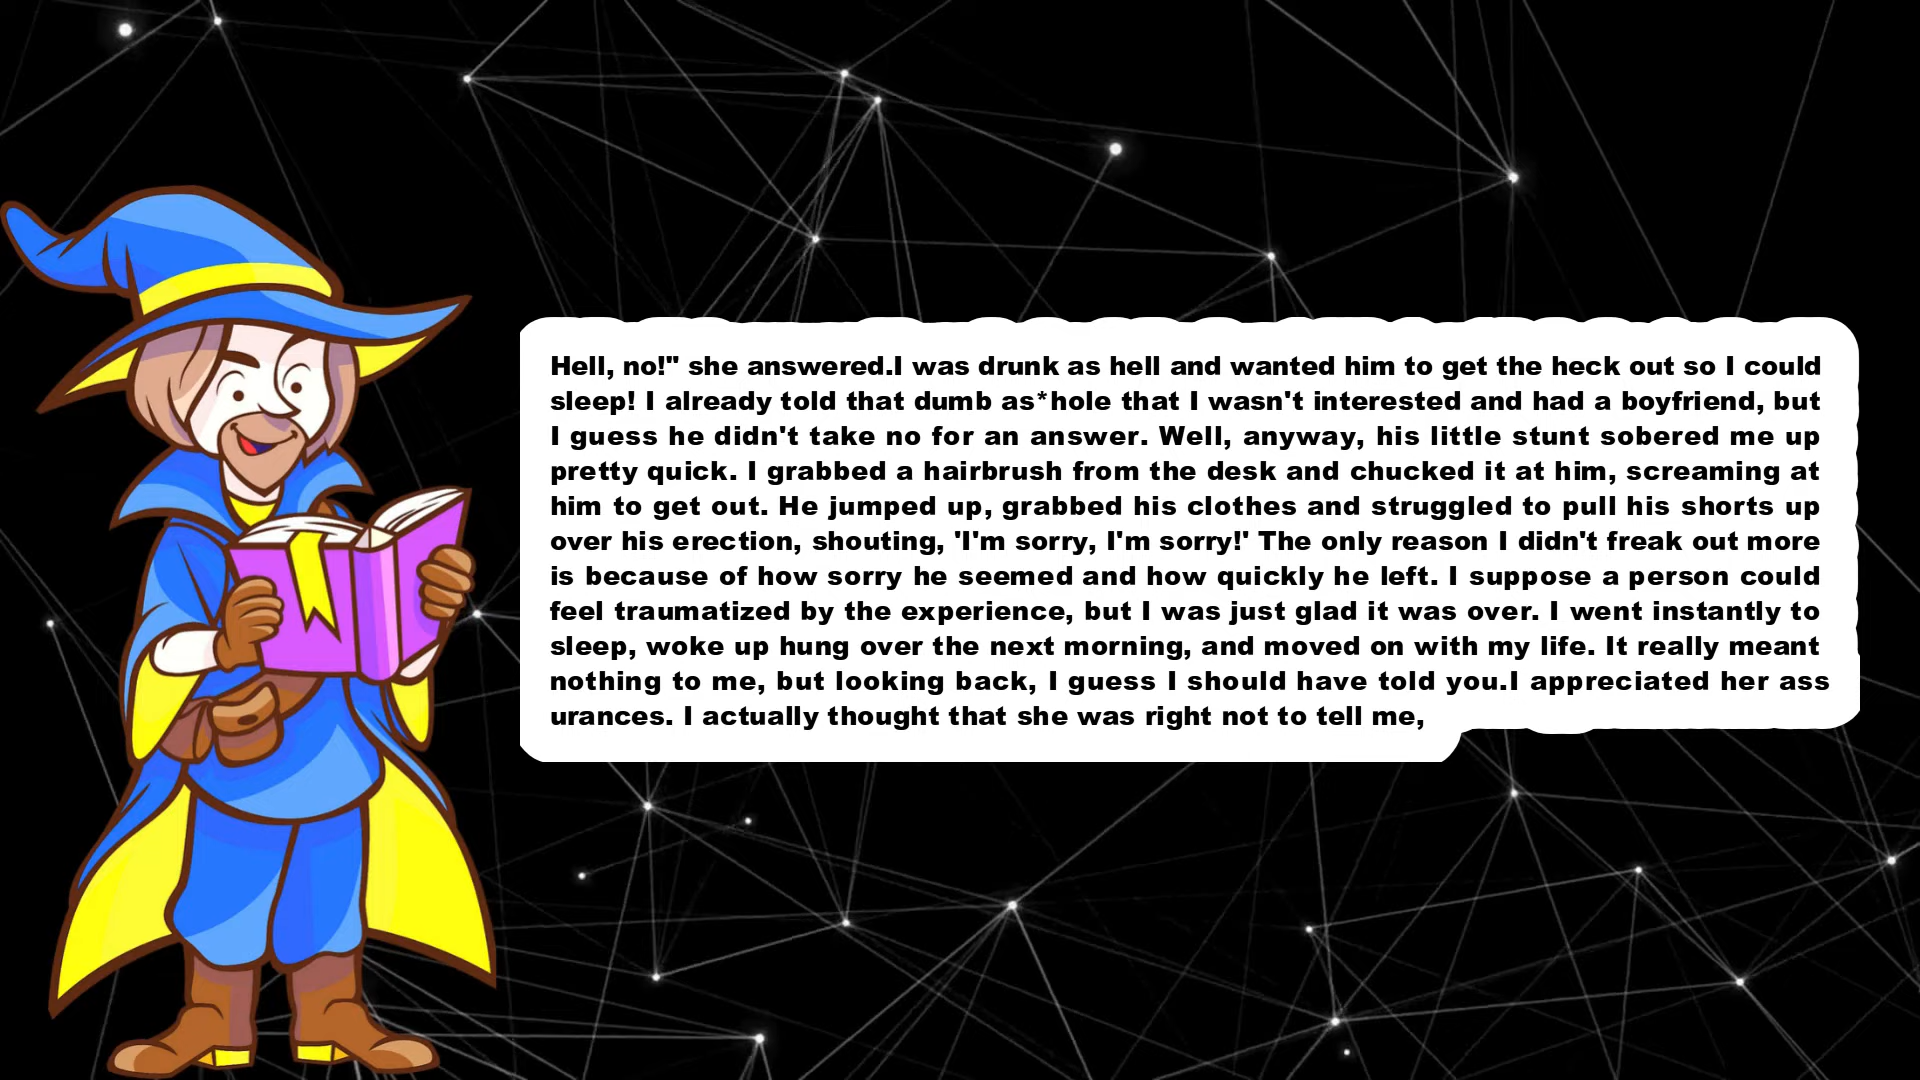 Hell, no!" she answered.I was drunk as hell and wanted him to get the heck out so I could
sleep! I already told that dumb as*hole that I wasn't interested and had a boyfriend, but
I guess he didn't take no for an answer. Well, anyway, his little stunt sobered me up
pretty quick. I grabbed a hairbrush from the desk and chucked it at him, screaming at
him to get out. He jumped up, grabbed his clothes and struggled to pull his shorts up
over his erection, shouting, 'I'm sorry, I'm sorry!' The only reason I didn't freak out more
is because of how sorry he seemed and how quickly he left. I suppose a person could
feel traumatized by the experience, but I was just glad it was over. I went instantly to
sleep, woke up hung over the next morning, and moved on with my life. It really meant
nothing to me, but looking back, I guess I should have told you.I appreciated her ass
urances. I actually thought that she was right not to tell me,